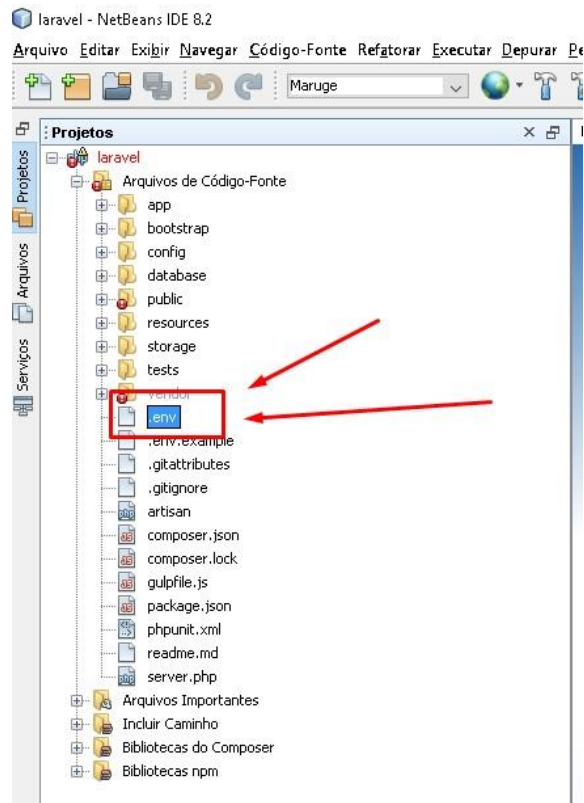 laravel - NetBeans IDE 8.2
Arquivo Editar Exibir Navegar Código-Fonte Refatorar Executar Depurar Pe
Maruge
Projetos
Projetos
Arquivos
Serviços
laravel
Arquivos de Código-Fonte
app
bootstrap
config
database
public
resources
storage
tests
vendor
.env
.env.example
.gitattributes
.gitignore
artisan
composer.json
composer.lock
gulpfile.js
package.json
phpunit.xml
readme.md
server.php
Arquivos Importantes
Incluir Caminho
Bibliotecas do Composer
Bibliotecas npm